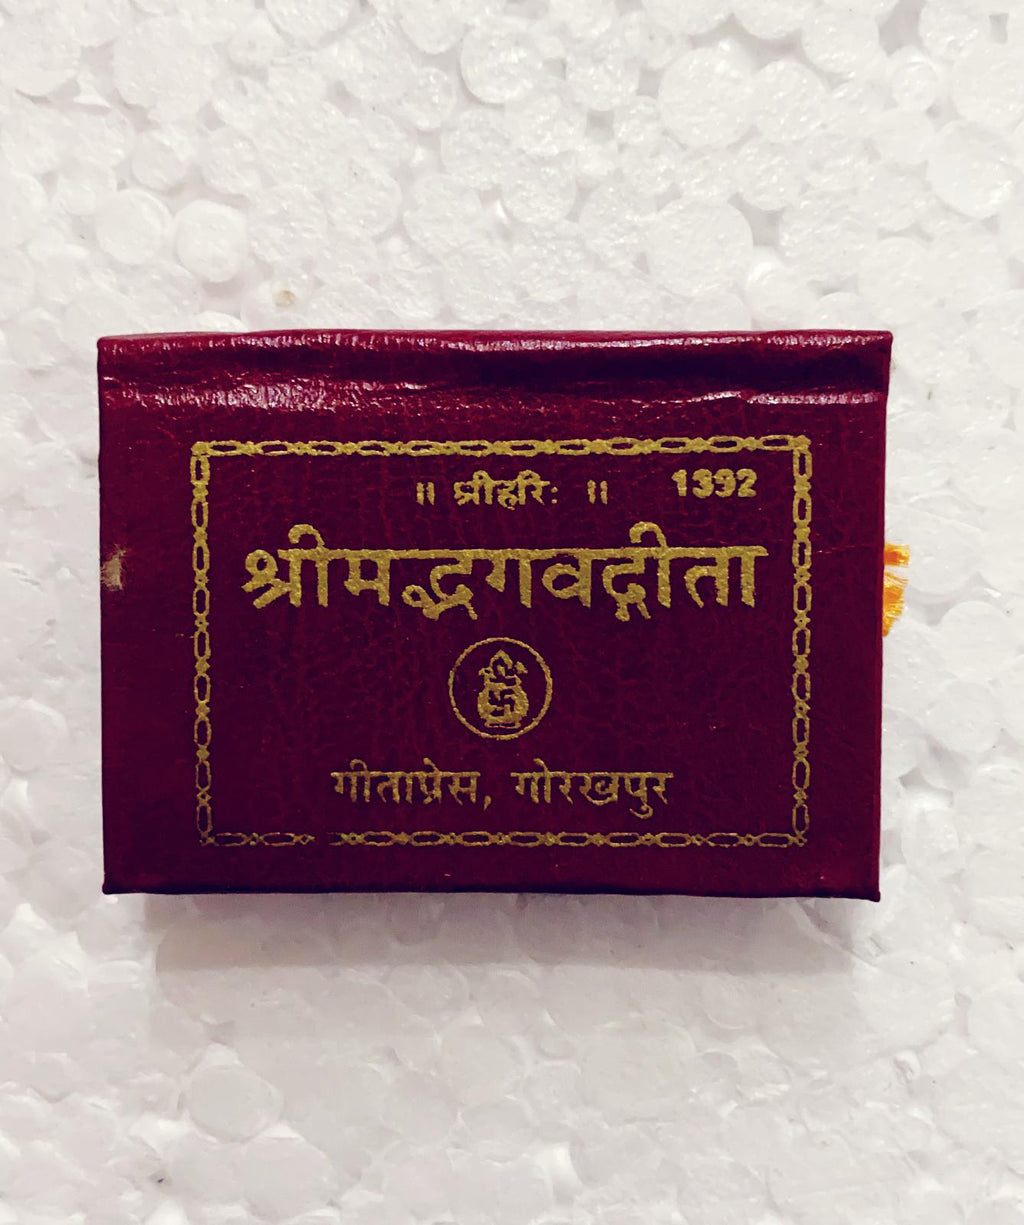 ॥ श्रीहरिः ॥ 1392
श्रीमद्भगवद्गीता
गीताप्रेस, गोरखपुर